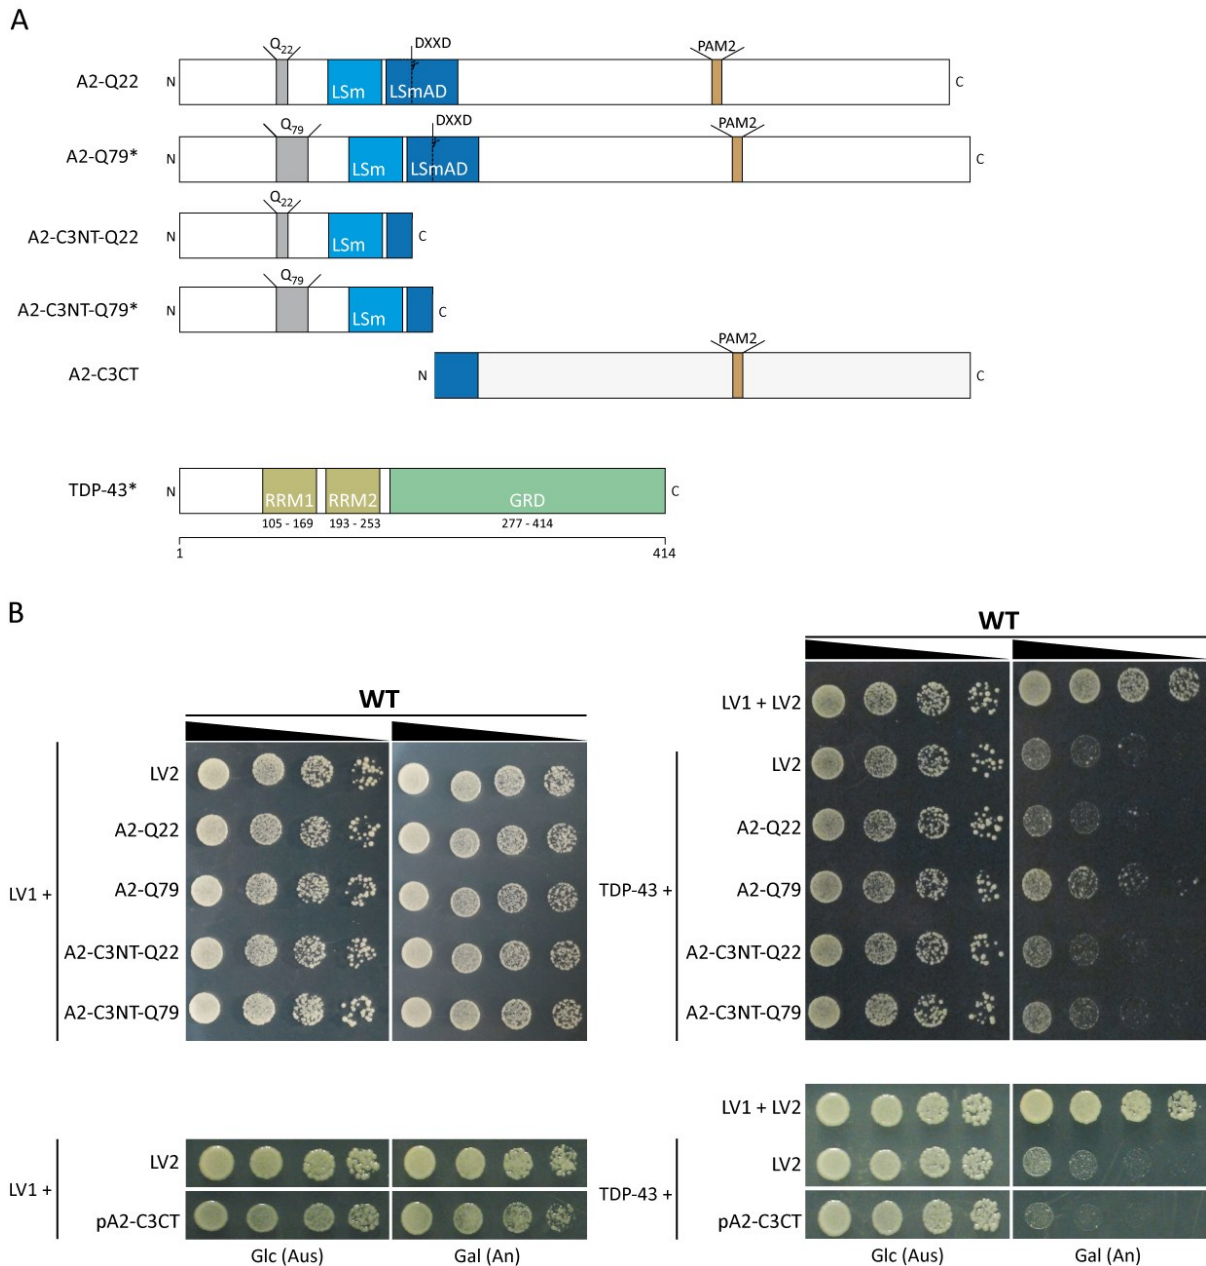 A
Q22
DXXD
PAM2
A2-Q22
N
LSm
LSmAD
C
Q79
DXXD
PAM2
A2-Q79*
N
LSm
LSmAD
C
Q22
A2-C3NT-Q22
N
LSm
C
Q79
A2-C3NT-Q79*
N
LSm
C
PAM2
A2-C3CT
N
C
TDP-43*
N
RRM1
RRM2
GRD
C
105 - 169
193 - 253
277 - 414
1
414
B
WT
LV1 +
LV2
A2-Q22
A2-Q79
A2-C3NT-Q22
A2-C3NT-Q79
LV1 +
LV2
pA2-C3CT
Glc (Aus)
Gal (An)
WT
LV1 + LV2
TDP-43 +
LV2
A2-Q22
A2-Q79
A2-C3NT-Q22
A2-C3NT-Q79
LV1 + LV2
TDP-43 +
LV2
pA2-C3CT
Glc (Aus)
Gal (An)